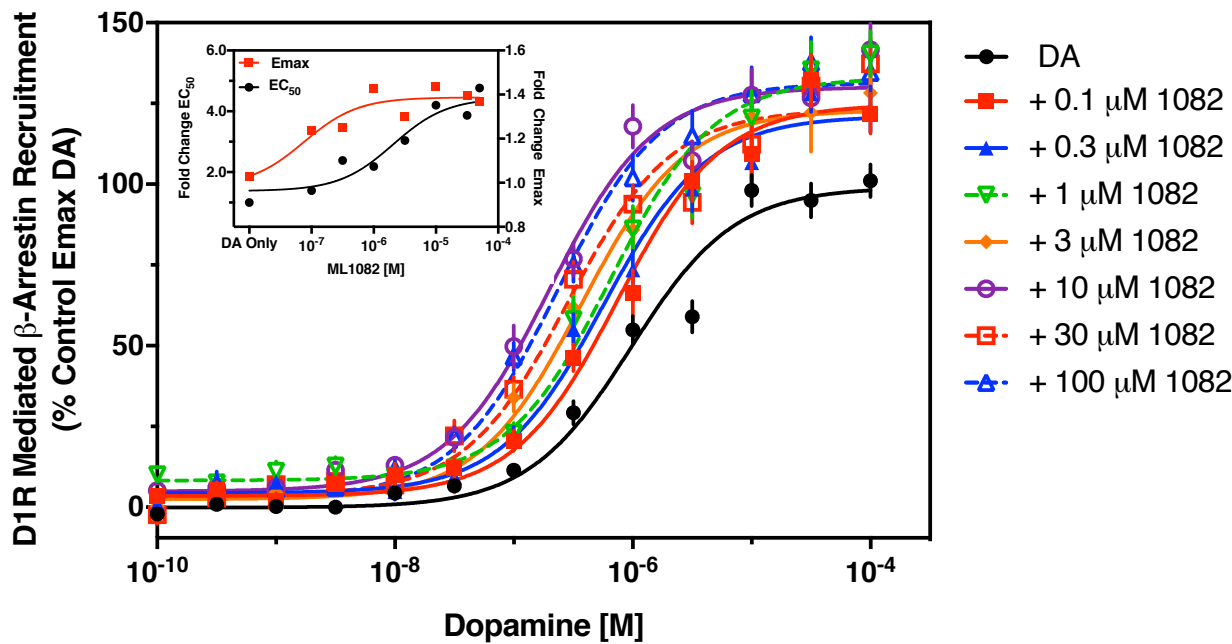 D1R Mediated β-Arrestin Recruitment
(% Control Emax DA)
150
100
50
0
10-10
10-8
10-6
10-4
Dopamine [M]
Fold Change EC50
6.0
4.0
2.0
Emax
EC50
1.6
1.4
1.2
1.0
0.8
Fold Change
Emax
DA Only
10-7
10-6
10-5
10-4
ML1082 [M]
DA
+ 0.1 μM 1082
+ 0.3 μM 1082
+ 1 μM 1082
+ 3 μM 1082
+ 10 μM 1082
+ 30 μM 1082
+ 100 μM 1082